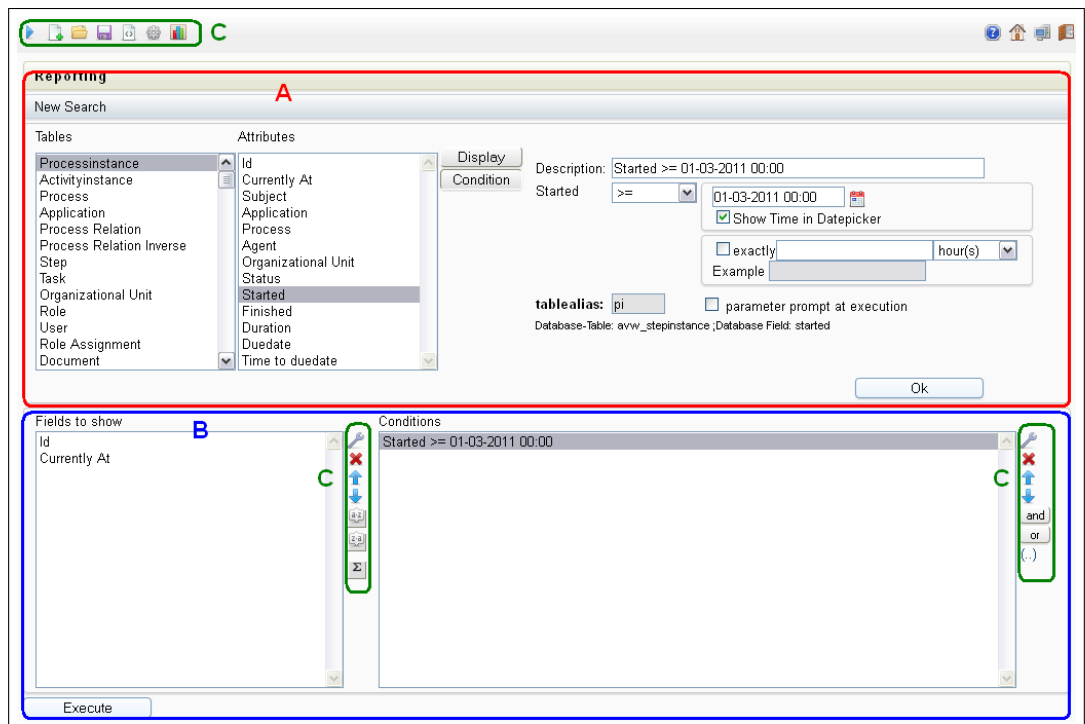 C
Reporting
A
New Search
Tables
Attributes
Processinstance
Activityinstance
Process
Application
Process Relation
Process Relation Inverse
Step
Task
Organizational Unit
Role
User
Role Assignment
Document
Id
Currently At
Subject
Application
Process
Agent
Organizational Unit
Status
Started
Finished
Duration
Duedate
Time to duedate
Display
Condition
Description: Started >= 01-03-2011 00:00
Started >= 01-03-2011 00:00
Show Time in Datepicker
exactly hour(s)
Example
tablealias: pi parameter prompt at execution
Database-Table: avw_stepinstance ;Database Field: started
Ok
Fields to show
B
Id
Currently At
C
a-z
z-a
Σ
Conditions
Started >= 01-03-2011 00:00
C
and
or
(..)
Execute